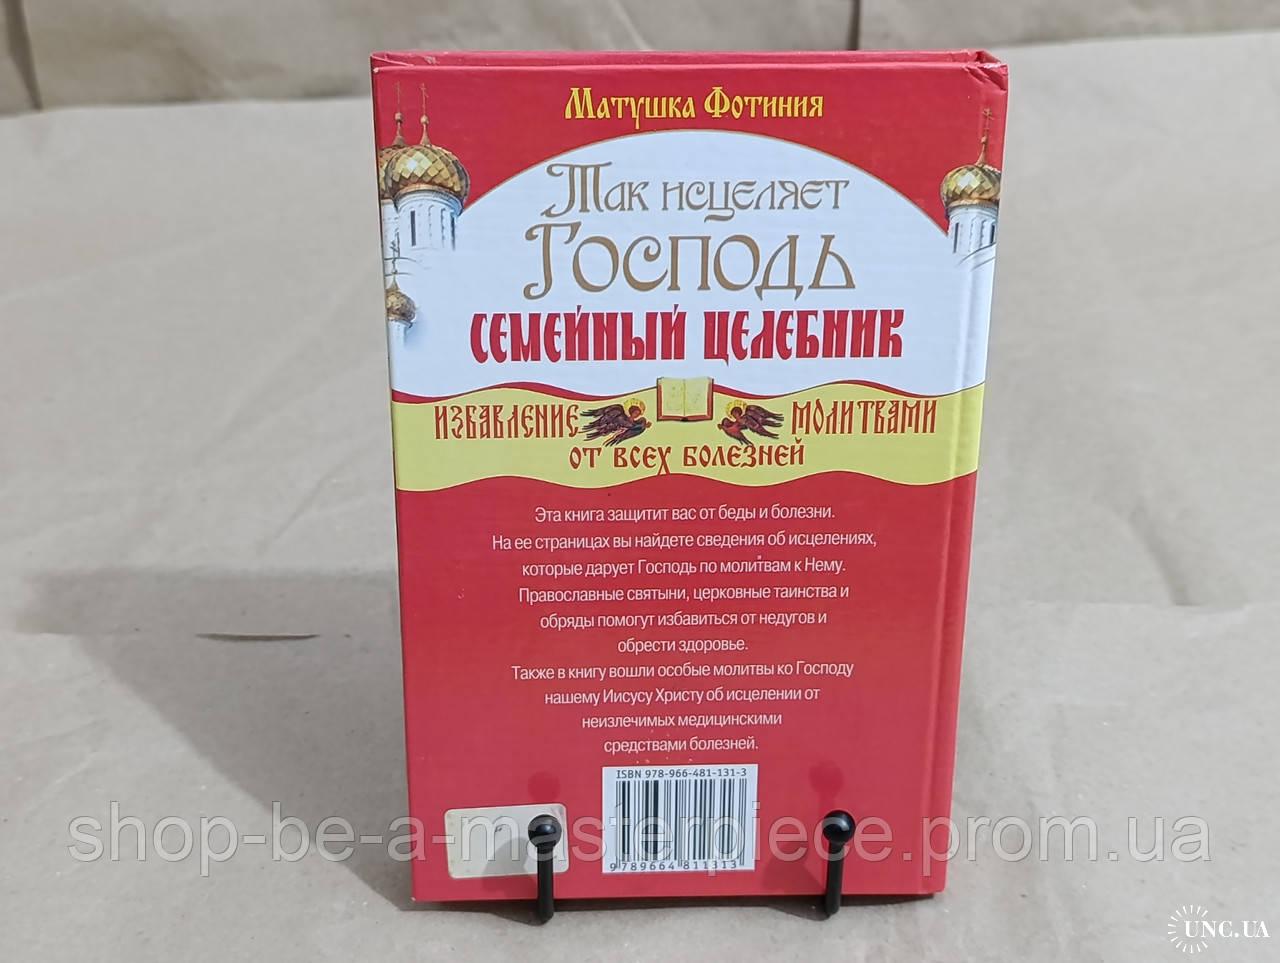 Матушка Фотиния
Так исцеляет
Господь
семейный целебник
избавление молитвами
от всех болезней
Эта книга защитит вас от беды и болезни.
На ее страницах вы найдете сведения об исцелениях,
которые дарует Господь по молитвам к Нему.
Православные святыни, церковные таинства и
обряды помогут избавиться от недугов и
обрести здоровье.
Также в книгу вошли особые молитвы ко Господу
нашему Иисусу Христу об исцелении от
неизлечимых медицинскими
средствами болезней.
ISBN 978-966-481-131-3
9789664811313
shop-be-a-masterpiece.prom.ua
UNC.UA